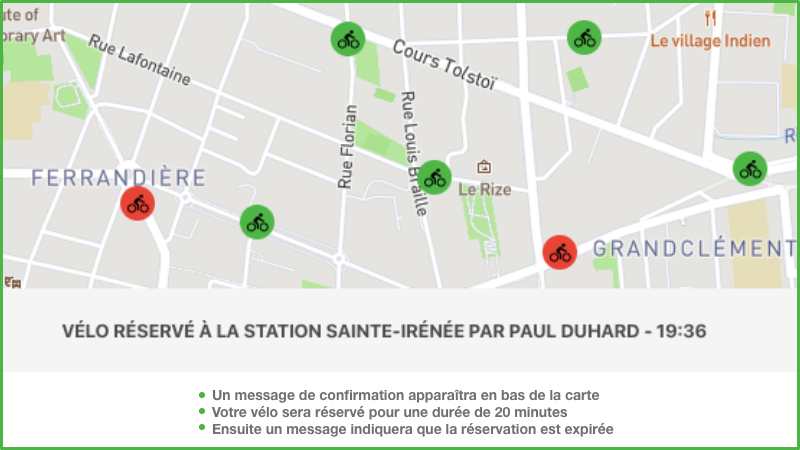 ute of
orary Art
Rue Lafontaine
Cours Tolstoï
Le village Indien
Rue Florian
Rue Louis Braille
R
FERRANDIÈRE
Le Rize
GRANDCLÉMENT
VÉLO RÉSERVÉ À LA STATION SAINTE-IRÉNÉE PAR PAUL DUHARD - 19:36
Un message de confirmation apparaîtra en bas de la carte
Votre vélo sera réservé pour une durée de 20 minutes
Ensuite un message indiquera que la réservation est expirée